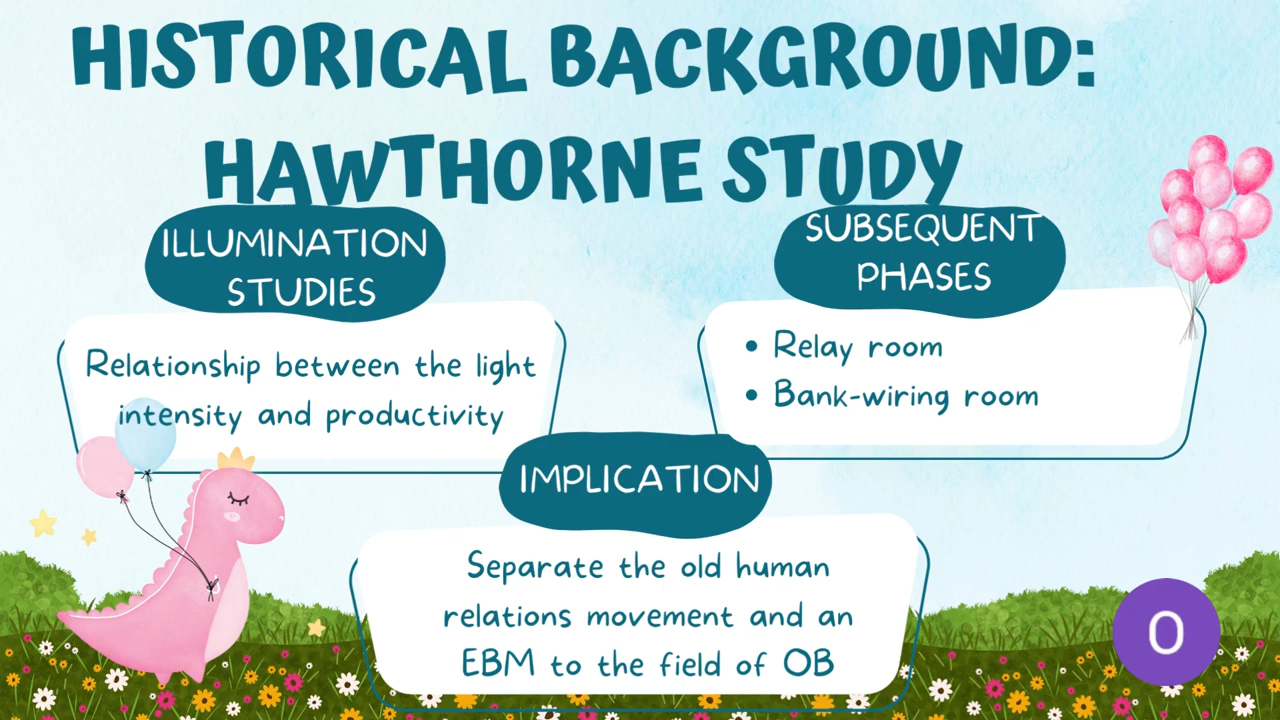 HISTORICAL BACKGROUND:
HAWTHORNE STUDY
ILLUMINATION
STUDIES
Relationship between the light
intensity and productivity
SUBSEQUENT
PHASES
• Relay room
• Bank-wiring room
IMPLICATION
Separate the old human
relations movement and an
EBM to the field of OB
O